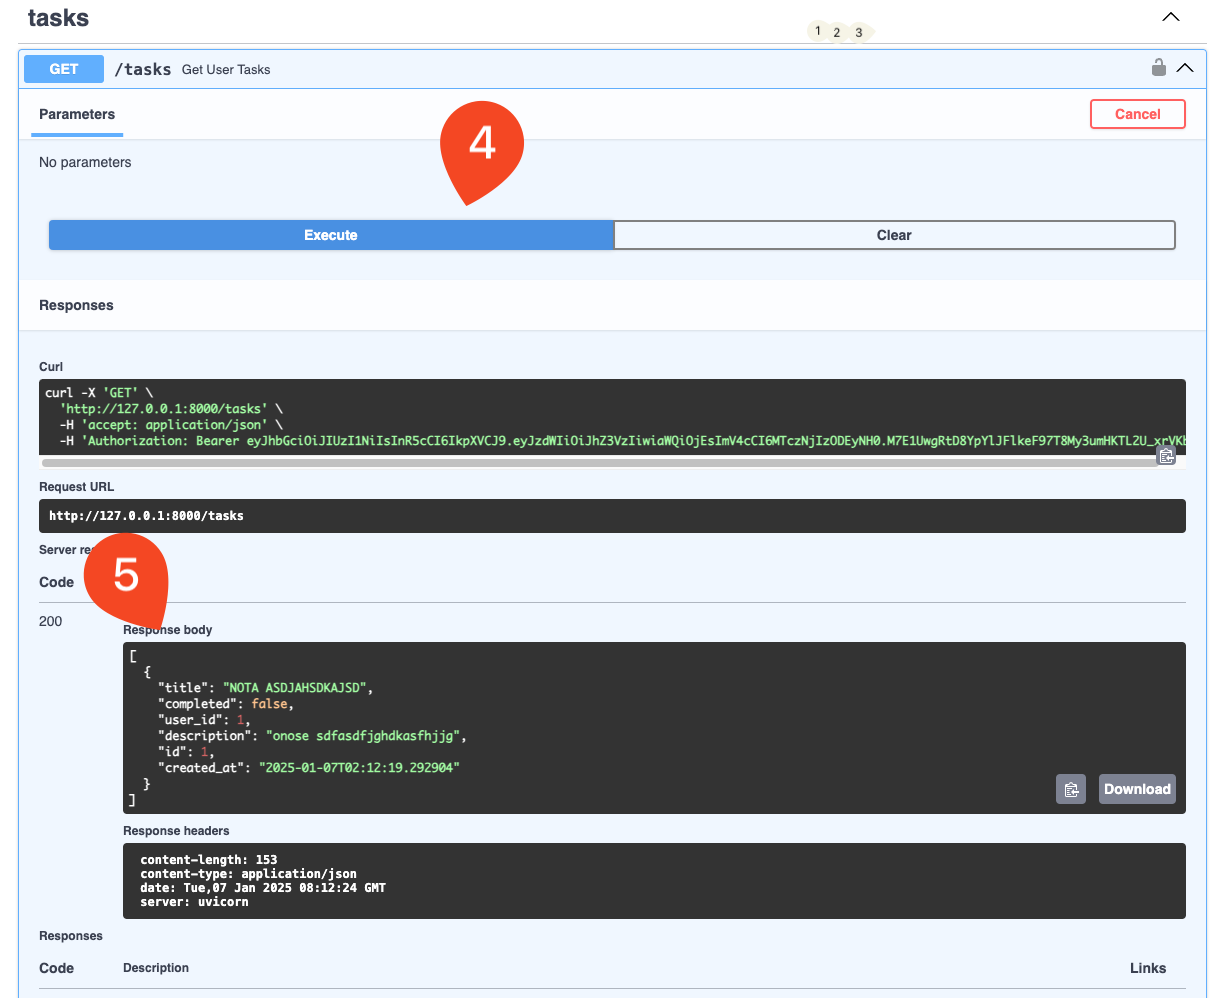 tasks
1 2 3
GET /tasks Get User Tasks
Parameters
Cancel
4
No parameters
Execute
Clear
Responses
Curl
curl -X 'GET' \
'http://127.0.0.1:8000/tasks' \
-H 'accept: application/json' \
-H 'Authorization: Bearer eyJhbGciOiJIUzI1NiIsInR5cCI6IkpXVCJ9.eyJzdWIiOiJhZ3VzIiwiaWQiOjEsImV4cCI6MTczNjIzODEyNH0.M7E1UwgRtD8YpYlJFlkeF97T8My3umHKTL2U_xrVKb
Request URL
http://127.0.0.1:8000/tasks
Server
5
Code
200
Response body
[
{
"title": "NOTA ASDJAHSDKAJSD",
"completed": false,
"user_id": 1,
"description": "onose sdfasdfjghdkasfhjjg",
"id": 1,
"created_at": "2025-01-07T02:12:19.292904"
}
]
Download
Response headers
content-length: 153
content-type: application/json
date: Tue,07 Jan 2025 08:12:24 GMT
server: uvicorn
Responses
Code
Description
Links